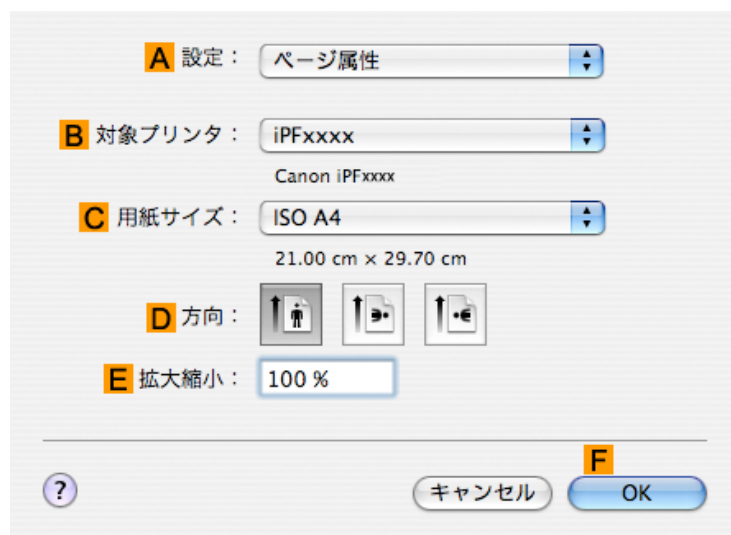 A 設定： ページ属性
B 対象プリンタ： iPFxxxx
Canon iPFxxxx
C 用紙サイズ： ISO A4
21.00 cm × 29.70 cm
D 方向：
E 拡大縮小： 100 %
F
? キャンセル OK